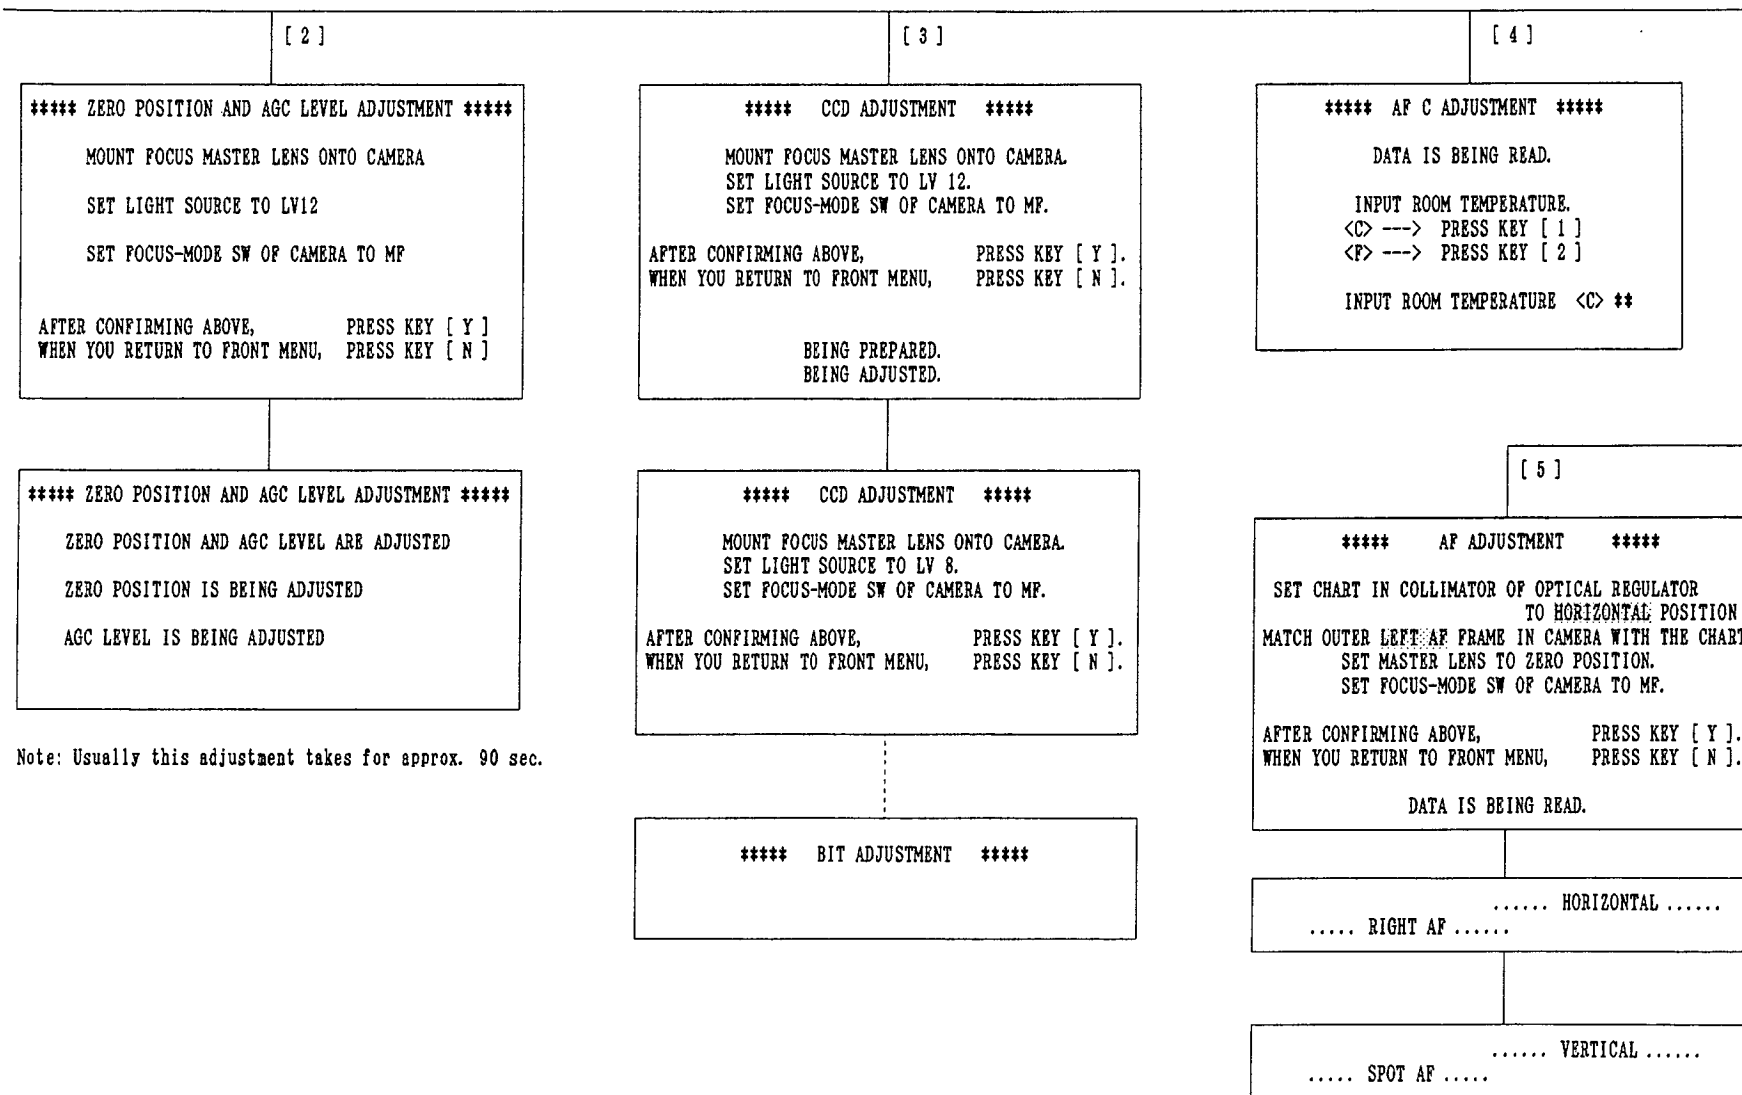 [ 2 ]
***** ZERO POSITION AND AGC LEVEL ADJUSTMENT *****
MOUNT FOCUS MASTER LENS ONTO CAMERA
SET LIGHT SOURCE TO LV12
SET FOCUS-MODE SW OF CAMERA TO MF
AFTER CONFIRMING ABOVE, PRESS KEY [ Y ]
WHEN YOU RETURN TO FRONT MENU, PRESS KEY [ N ]
***** ZERO POSITION AND AGC LEVEL ADJUSTMENT *****
ZERO POSITION AND AGC LEVEL ARE ADJUSTED
ZERO POSITION IS BEING ADJUSTED
AGC LEVEL IS BEING ADJUSTED
Note: Usually this adjustment takes for approx. 90 sec.
[ 3 ]
***** CCD ADJUSTMENT *****
MOUNT FOCUS MASTER LENS ONTO CAMERA.
SET LIGHT SOURCE TO LV 12.
SET FOCUS-MODE SW OF CAMERA TO MF.
AFTER CONFIRMING ABOVE, PRESS KEY [ Y ].
WHEN YOU RETURN TO FRONT MENU, PRESS KEY [ N ].
BEING PREPARED.
BEING ADJUSTED.
***** CCD ADJUSTMENT *****
MOUNT FOCUS MASTER LENS ONTO CAMERA.
SET LIGHT SOURCE TO LV 8.
SET FOCUS-MODE SW OF CAMERA TO MF.
AFTER CONFIRMING ABOVE, PRESS KEY [ Y ].
WHEN YOU RETURN TO FRONT MENU, PRESS KEY [ N ].
***** BIT ADJUSTMENT *****
[ 4 ]
***** AF C ADJUSTMENT *****
DATA IS BEING READ.
INPUT ROOM TEMPERATURE.
<C> ---> PRESS KEY [ 1 ]
<F> ---> PRESS KEY [ 2 ]
INPUT ROOM TEMPERATURE <C> **
[ 5 ]
***** AF ADJUSTMENT *****
SET CHART IN COLLIMATOR OF OPTICAL REGULATOR
TO HORIZONTAL POSITION
MATCH OUTER LEFT AF FRAME IN CAMERA WITH THE CHART
SET MASTER LENS TO ZERO POSITION.
SET FOCUS-MODE SW OF CAMERA TO MF.
AFTER CONFIRMING ABOVE, PRESS KEY [ Y ].
WHEN YOU RETURN TO FRONT MENU, PRESS KEY [ N ].
DATA IS BEING READ.
...... HORIZONTAL ......
..... RIGHT AF ......
...... VERTICAL ......
..... SPOT AF .....